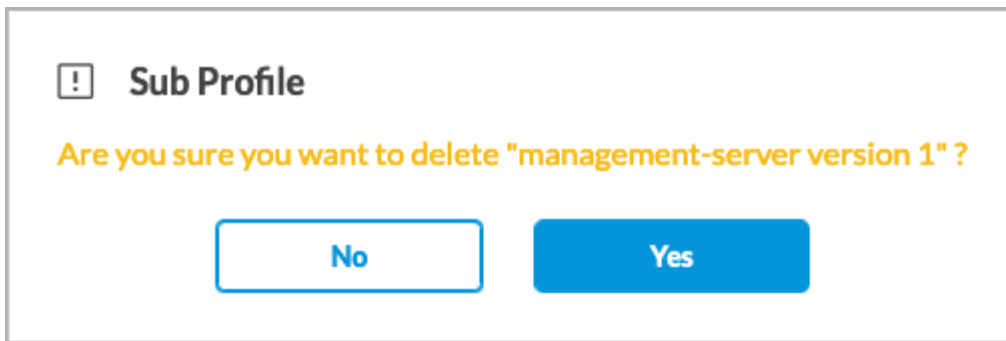 Sub Profile
Are you sure you want to delete "management-server version 1" ?
No
Yes